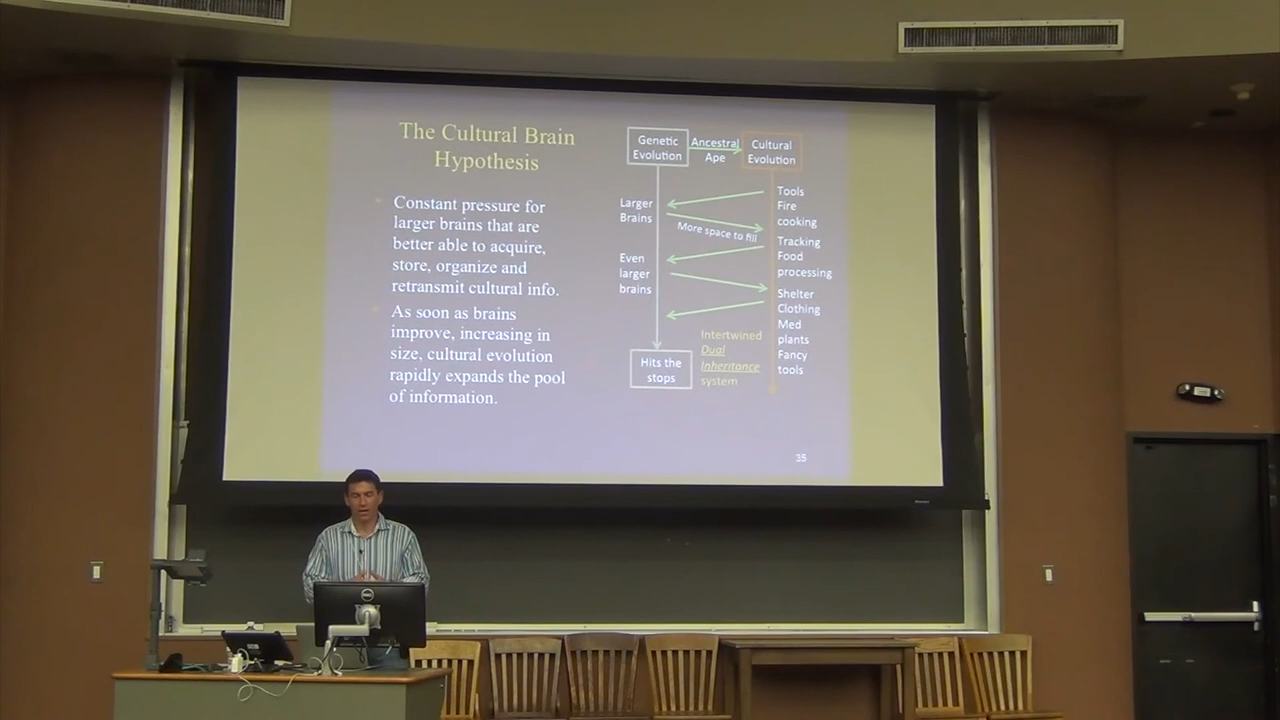 The Cultural Brain
Hypothesis
Constant pressure for
larger brains that are
better able to acquire,
store, organize and
retransmit cultural info.
As soon as brains
improve, increasing in
size, cultural evolution
rapidly expands the pool
of information.
Genetic
Evolution
Ancestral
Ape
Cultural
Evolution
Larger
Brains
More space to fill
Even
larger
brains
Hits the
stops
Tools
Fire
cooking
Tracking
Food
processing
Shelter
Clothing
Med
plants
Fancy
tools
Intertwined
Dual
Inheritance
system
35
DELL